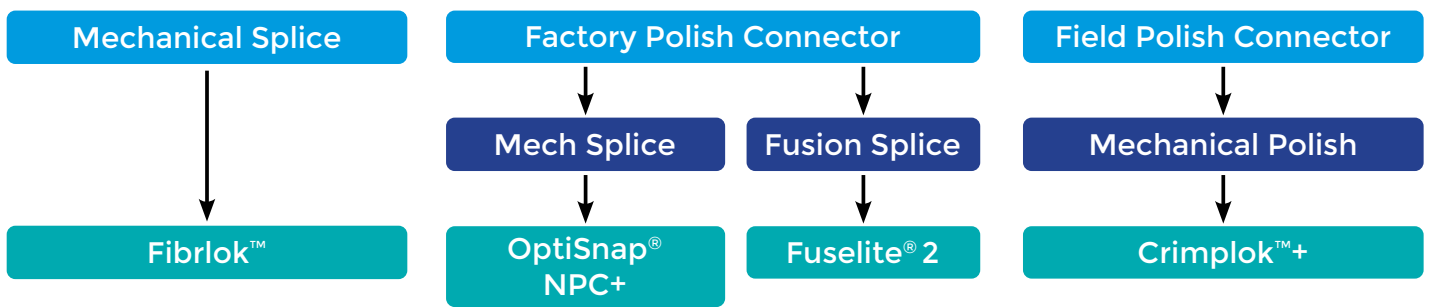 Mechanical Splice
Factory Polish Connector
Field Polish Connector
Mech Splice
Fusion Splice
Mechanical Polish
Fibrlok™
OptiSnap®
NPC+
Fuselite® 2
Crimplok™+